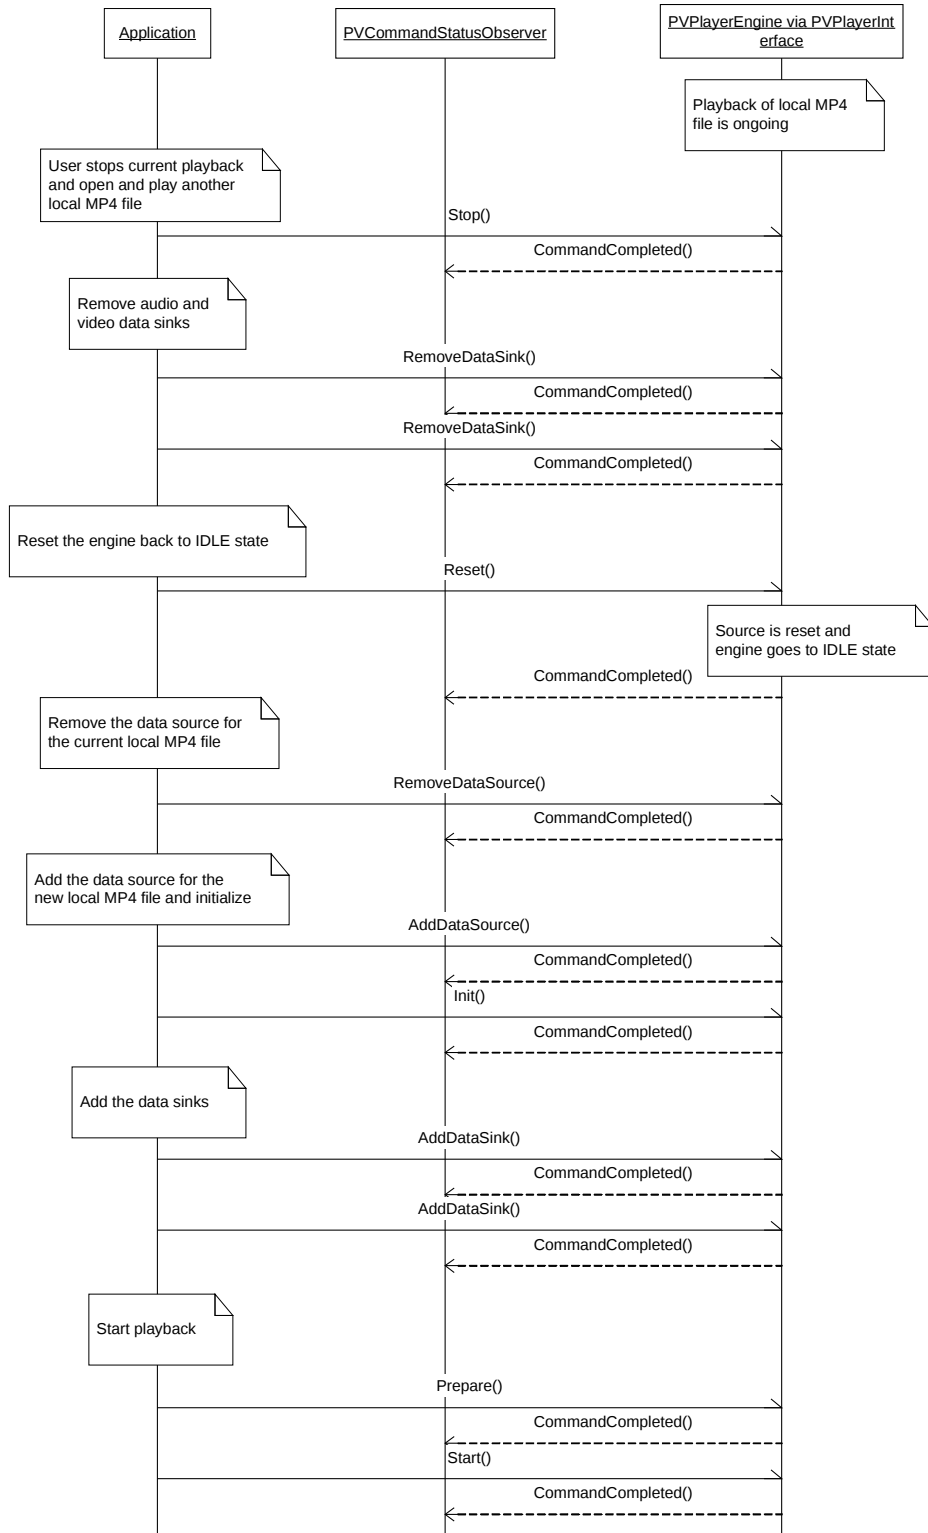 Application
PVCommandStatusObserver
PVPlayerEngine via PVPlayerInt
erface
Playback of local MP4
file is ongoing
User stops current playback
and open and play another
local MP4 file
Stop()
CommandCompleted()
Remove audio and
video data sinks
RemoveDataSink()
CommandCompleted()
RemoveDataSink()
CommandCompleted()
Reset the engine back to IDLE state
Reset()
Source is reset and
engine goes to IDLE state
CommandCompleted()
Remove the data source for
the current local MP4 file
RemoveDataSource()
CommandCompleted()
Add the data source for the
new local MP4 file and initialize
AddDataSource()
CommandCompleted()
Init()
CommandCompleted()
Add the data sinks
AddDataSink()
CommandCompleted()
AddDataSink()
CommandCompleted()
Start playback
Prepare()
CommandCompleted()
Start()
CommandCompleted()